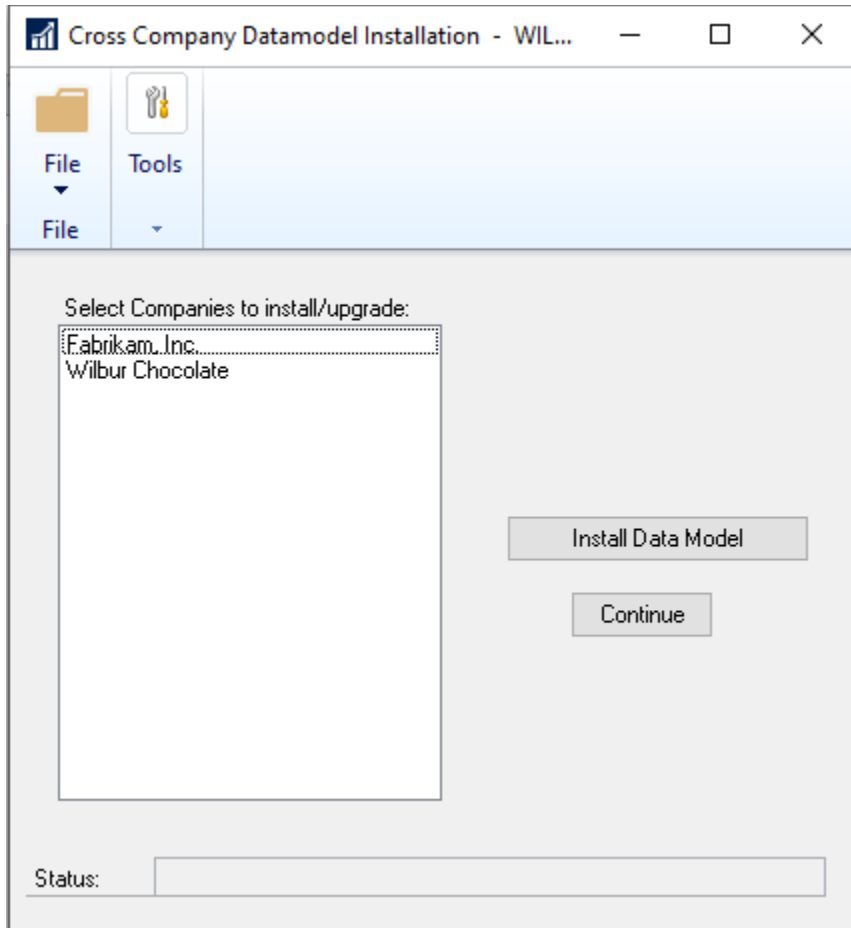 Cross Company Datamodel Installation - WIL...
File
Tools
File
Select Companies to install/upgrade:
Fabrikam, Inc.
Wilbur Chocolate
Install Data Model
Continue
Status: